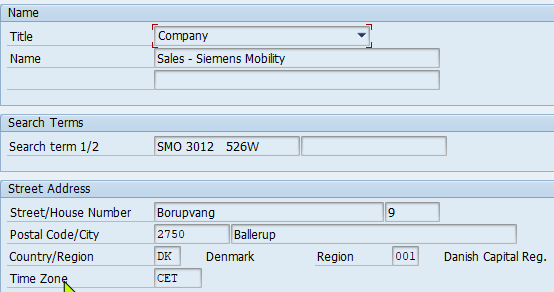 Name
Title Company
Name Sales - Siemens Mobility
Search Terms
Search term 1/2 SMO 3012 526W
Street Address
Street/House Number Borupvang 9
Postal Code/City 2750 Ballerup
Country/Region DK Denmark Region 001 Danish Capital Reg.
Time Zone CET